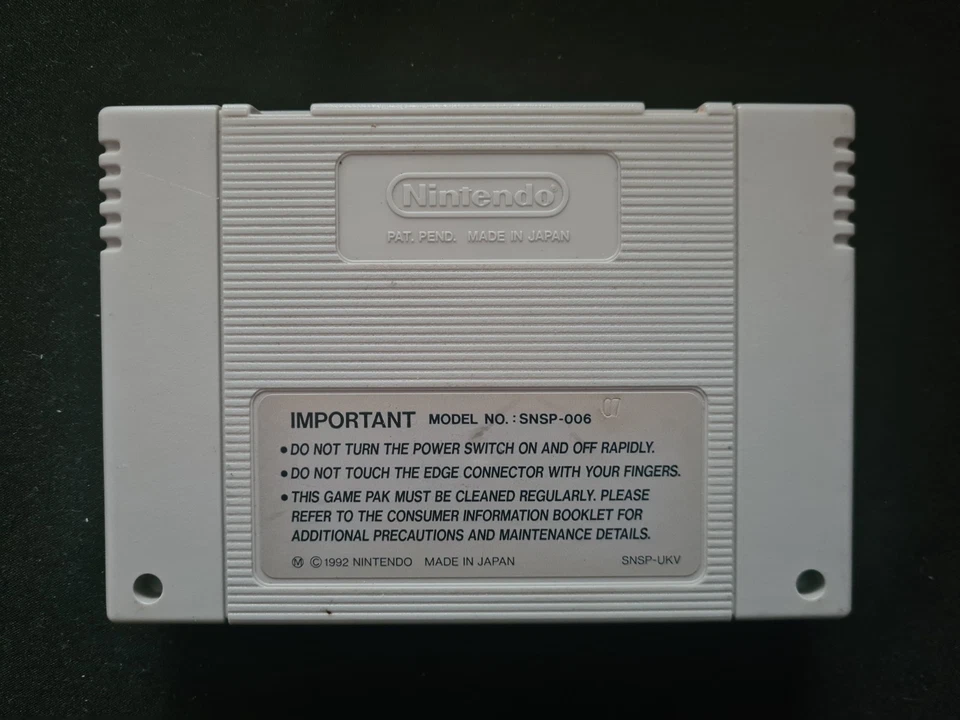 Nintendo®
PAT. PEND. MADE IN JAPAN
IMPORTANT MODEL NO.:SNSP-006 07
•DO NOT TURN THE POWER SWITCH ON AND OFF RAPIDLY.
•DO NOT TOUCH THE EDGE CONNECTOR WITH YOUR FINGERS.
•THIS GAME PAK MUST BE CLEANED REGULARLY. PLEASE
REFER TO THE CONSUMER INFORMATION BOOKLET FOR
ADDITIONAL PRECAUTIONS AND MAINTENANCE DETAILS.
Ⓜ ©1992 NINTENDO MADE IN JAPAN SNSP-UKV